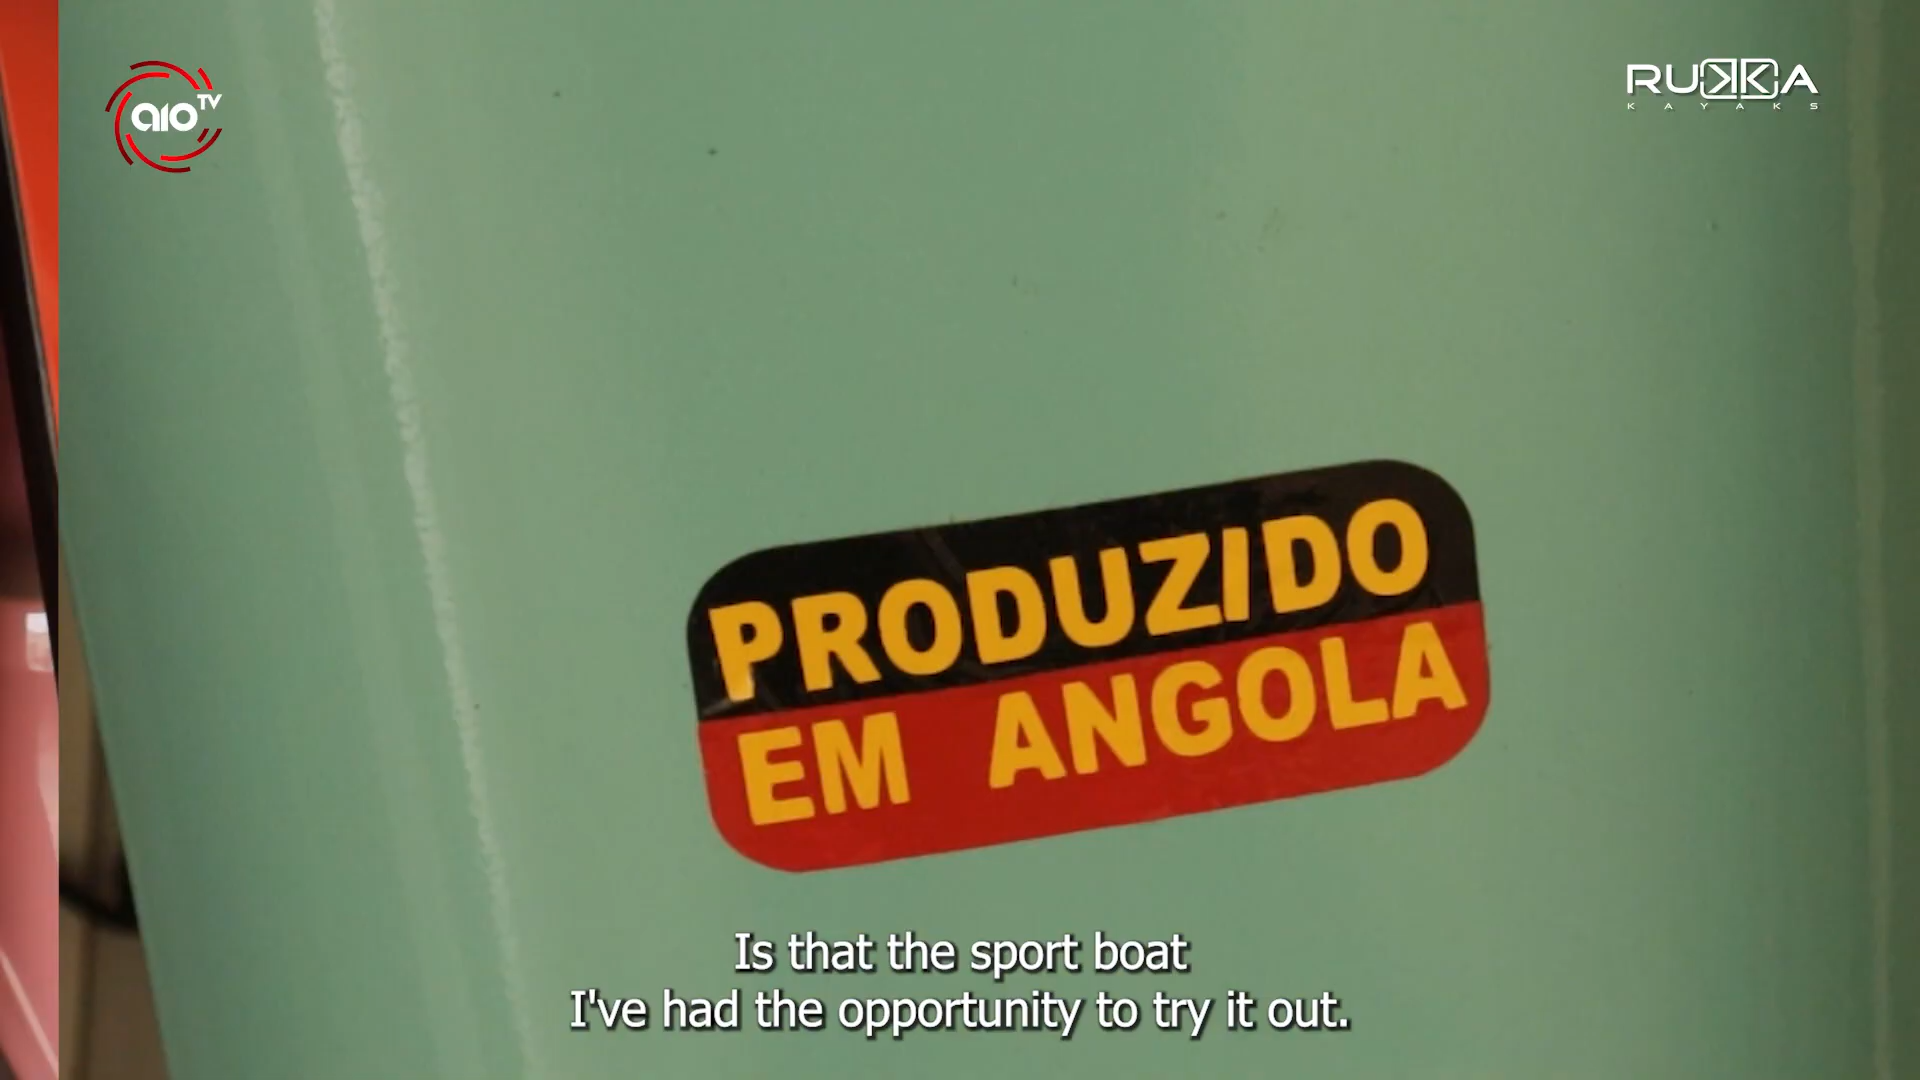 aio TV
RUKKA
KAYAKS
PRODUZIDO
EM ANGOLA
Is that the sport boat
I've had the opportunity to try it out.